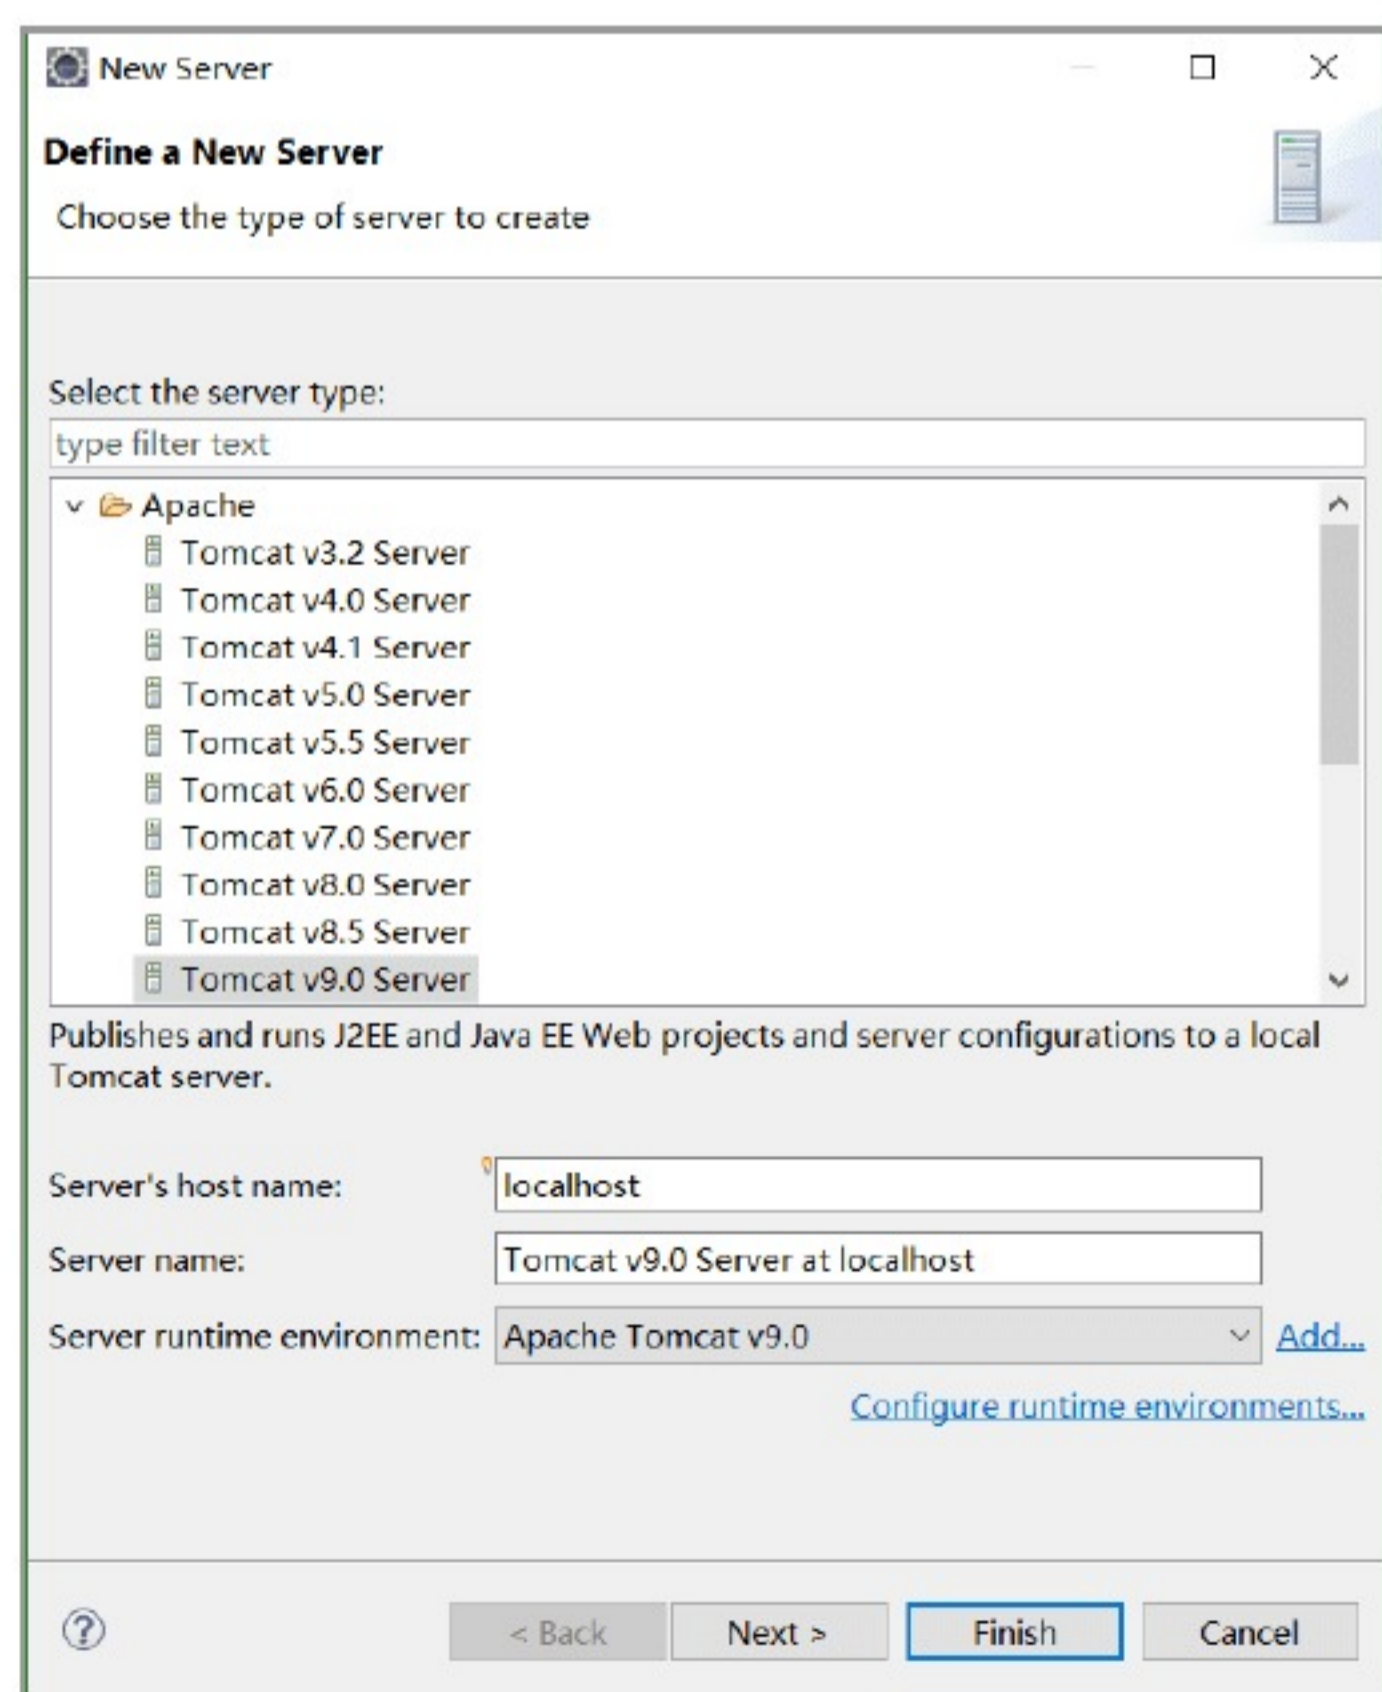 New Server
Define a New Server
Choose the type of server to create
Select the server type:
type filter text
Apache
Tomcat v3.2 Server
Tomcat v4.0 Server
Tomcat v4.1 Server
Tomcat v5.0 Server
Tomcat v5.5 Server
Tomcat v6.0 Server
Tomcat v7.0 Server
Tomcat v8.0 Server
Tomcat v8.5 Server
Tomcat v9.0 Server
Publishes and runs J2EE and Java EE Web projects and server configurations to a local
Tomcat server.
Server's host name: localhost
Server name: Tomcat v9.0 Server at localhost
Server runtime environment: Apache Tomcat v9.0 Add...
Configure runtime environments...
? < Back Next > Finish Cancel